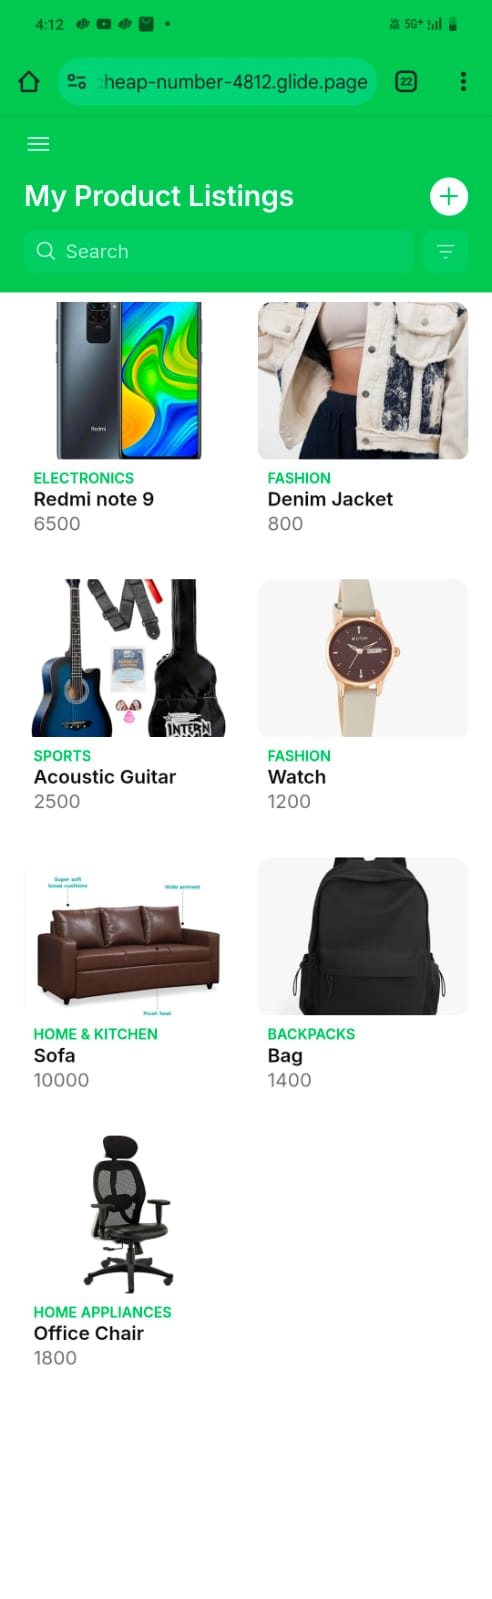 4:12
5G+
22
cheap-number-4812.glide.page
My Product Listings
Search
Redmi
ELECTRONICS
Redmi note 9
6500
FASHION
Denim Jacket
800
INTERN
SPORTS
Acoustic Guitar
2500
FASHION
Watch
1200
Super soft
loose cushions
Wide armrest
Plush Seat
HOME & KITCHEN
Sofa
10000
BACKPACKS
Bag
1400
HOME APPLIANCES
Office Chair
1800